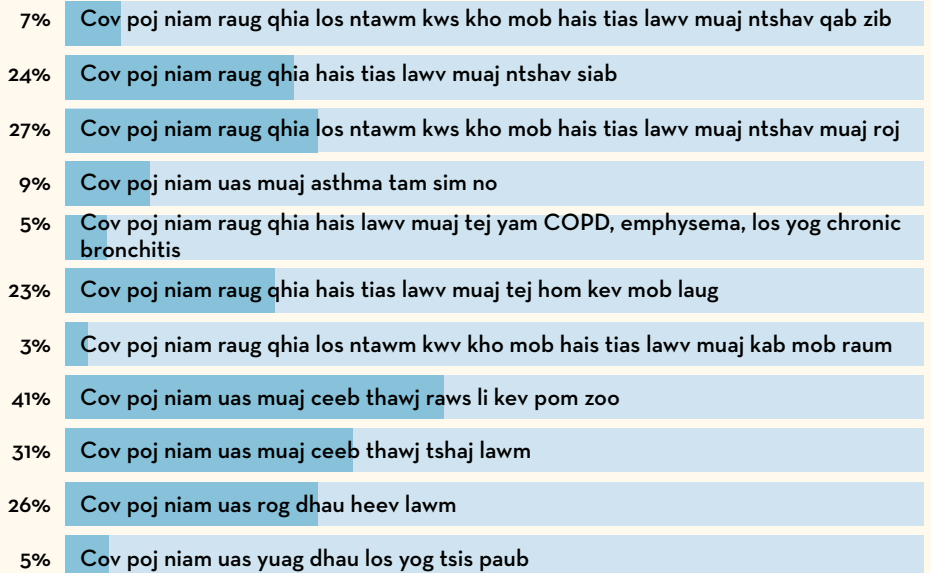 7% Cov poj niam raug qhia los ntawm kws kho mob hais tias lawv muaj ntshav qab zib
24% Cov poj niam raug qhia hais tias lawv muaj ntshav siab
27% Cov poj niam raug qhia los ntawm kws kho mob hais tias lawv muaj ntshav muaj roj
9% Cov poj niam uas muaj asthma tam sim no
5% Cov poj niam raug qhia hais lawv muaj tej yam COPD, emphysema, los yog chronic
bronchitis
23% Cov poj niam raug qhia hais tias lawv muaj tej hom kev mob laug
3% Cov poj niam raug qhia los ntawm kwv kho mob hais tias lawv muaj kab mob raum
41% Cov poj niam uas muaj ceeb thawj raws li kev pom zoo
31% Cov poj niam uas muaj ceeb thawj tshaj lawm
26% Cov poj niam uas rog dhau heev lawm
5% Cov poj niam uas yuag dhau los yog tsis paub